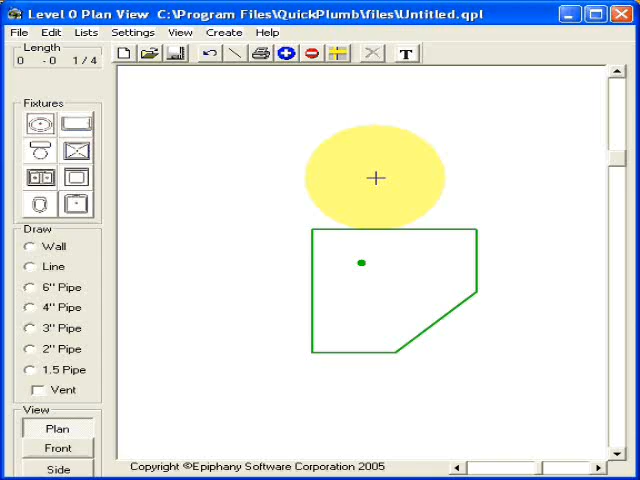 Level 0 Plan View C:\Program Files\QuickPlumb\files\Untitled.qpl
File Edit Lists Settings View Create Help
Length
0 -0 1/4
T
Fixtures
Draw
Wall
Line
6" Pipe
4" Pipe
3" Pipe
2" Pipe
1.5 Pipe
Vent
View
Plan
Front
Side
Copyright ©Epiphany Software Corporation 2005